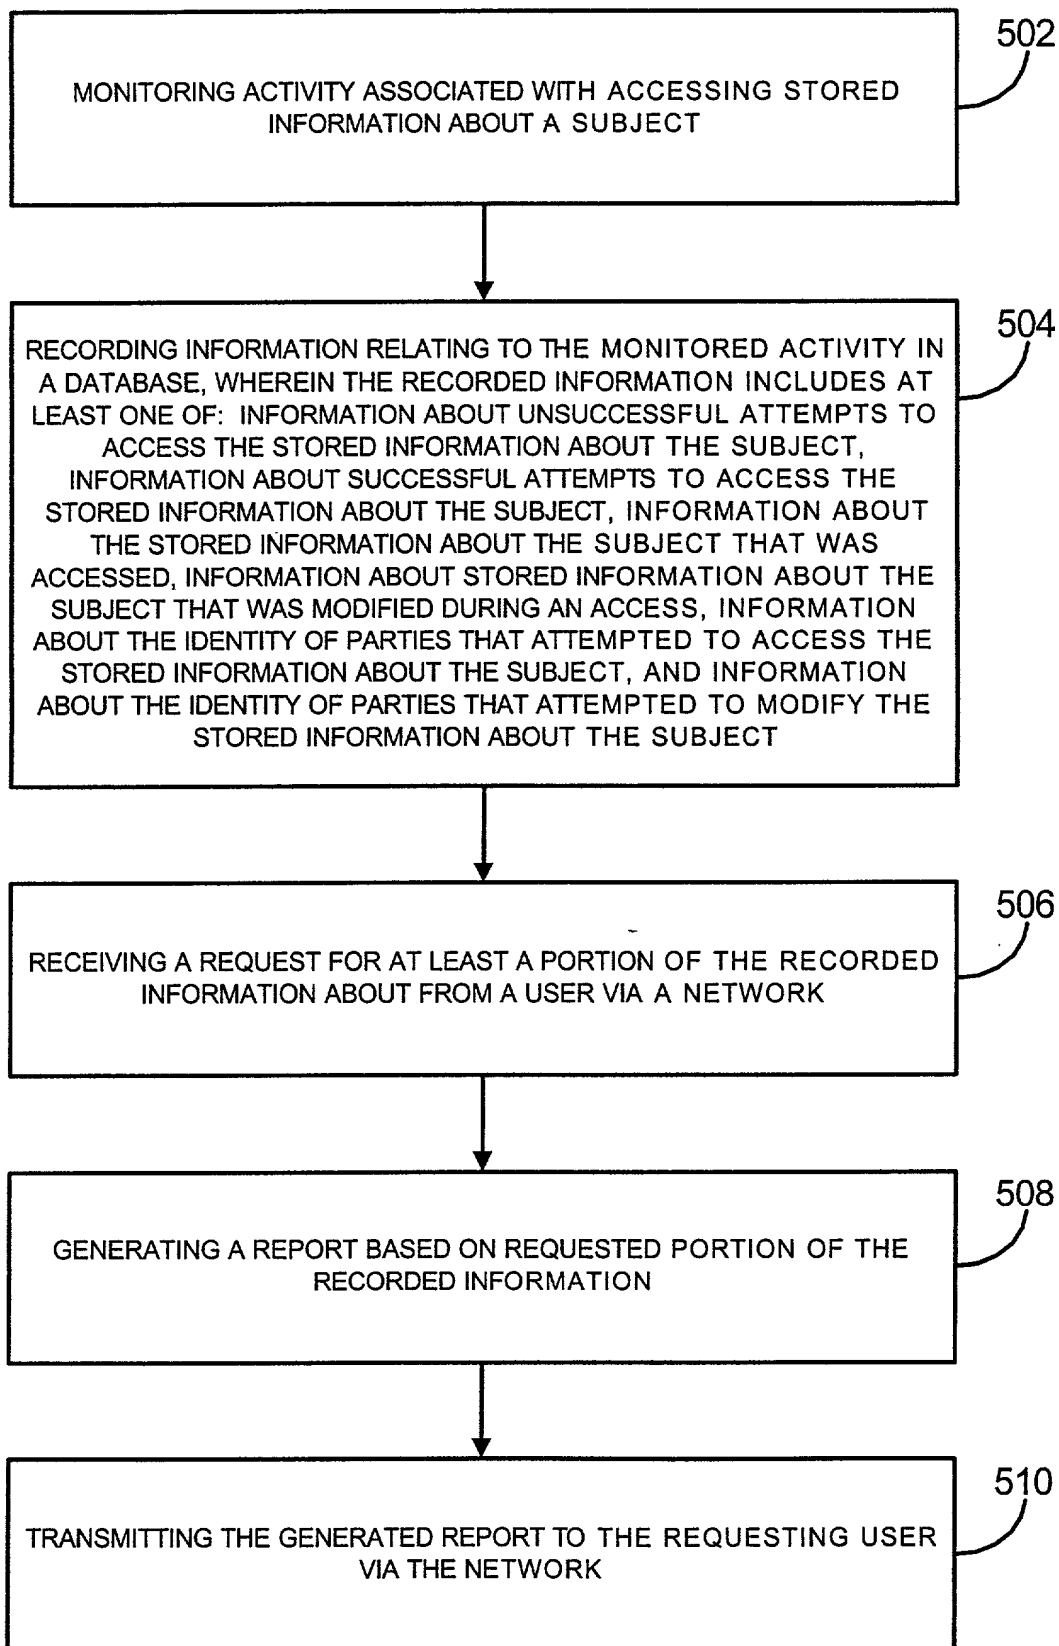 502
MONITORING ACTIVITY ASSOCIATED WITH ACCESSING STORED
INFORMATION ABOUT A SUBJECT
504
RECORDING INFORMATION RELATING TO THE MONITORED ACTIVITY IN
A DATABASE, WHEREIN THE RECORDED INFORMATION INCLUDES AT
LEAST ONE OF: INFORMATION ABOUT UNSUCCESSFUL ATTEMPTS TO
ACCESS THE STORED INFORMATION ABOUT THE SUBJECT,
INFORMATION ABOUT SUCCESSFUL ATTEMPTS TO ACCESS THE
STORED INFORMATION ABOUT THE SUBJECT, INFORMATION ABOUT
THE STORED INFORMATION ABOUT THE SUBJECT THAT WAS
ACCESSED, INFORMATION ABOUT STORED INFORMATION ABOUT THE
SUBJECT THAT WAS MODIFIED DURING AN ACCESS, INFORMATION
ABOUT THE IDENTITY OF PARTIES THAT ATTEMPTED TO ACCESS THE
STORED INFORMATION ABOUT THE SUBJECT, AND INFORMATION
ABOUT THE IDENTITY OF PARTIES THAT ATTEMPTED TO MODIFY THE
STORED INFORMATION ABOUT THE SUBJECT
506
RECEIVING A REQUEST FOR AT LEAST A PORTION OF THE RECORDED
INFORMATION ABOUT FROM A USER VIA A NETWORK
508
GENERATING A REPORT BASED ON REQUESTED PORTION OF THE
RECORDED INFORMATION
510
TRANSMITTING THE GENERATED REPORT TO THE REQUESTING USER
VIA THE NETWORK